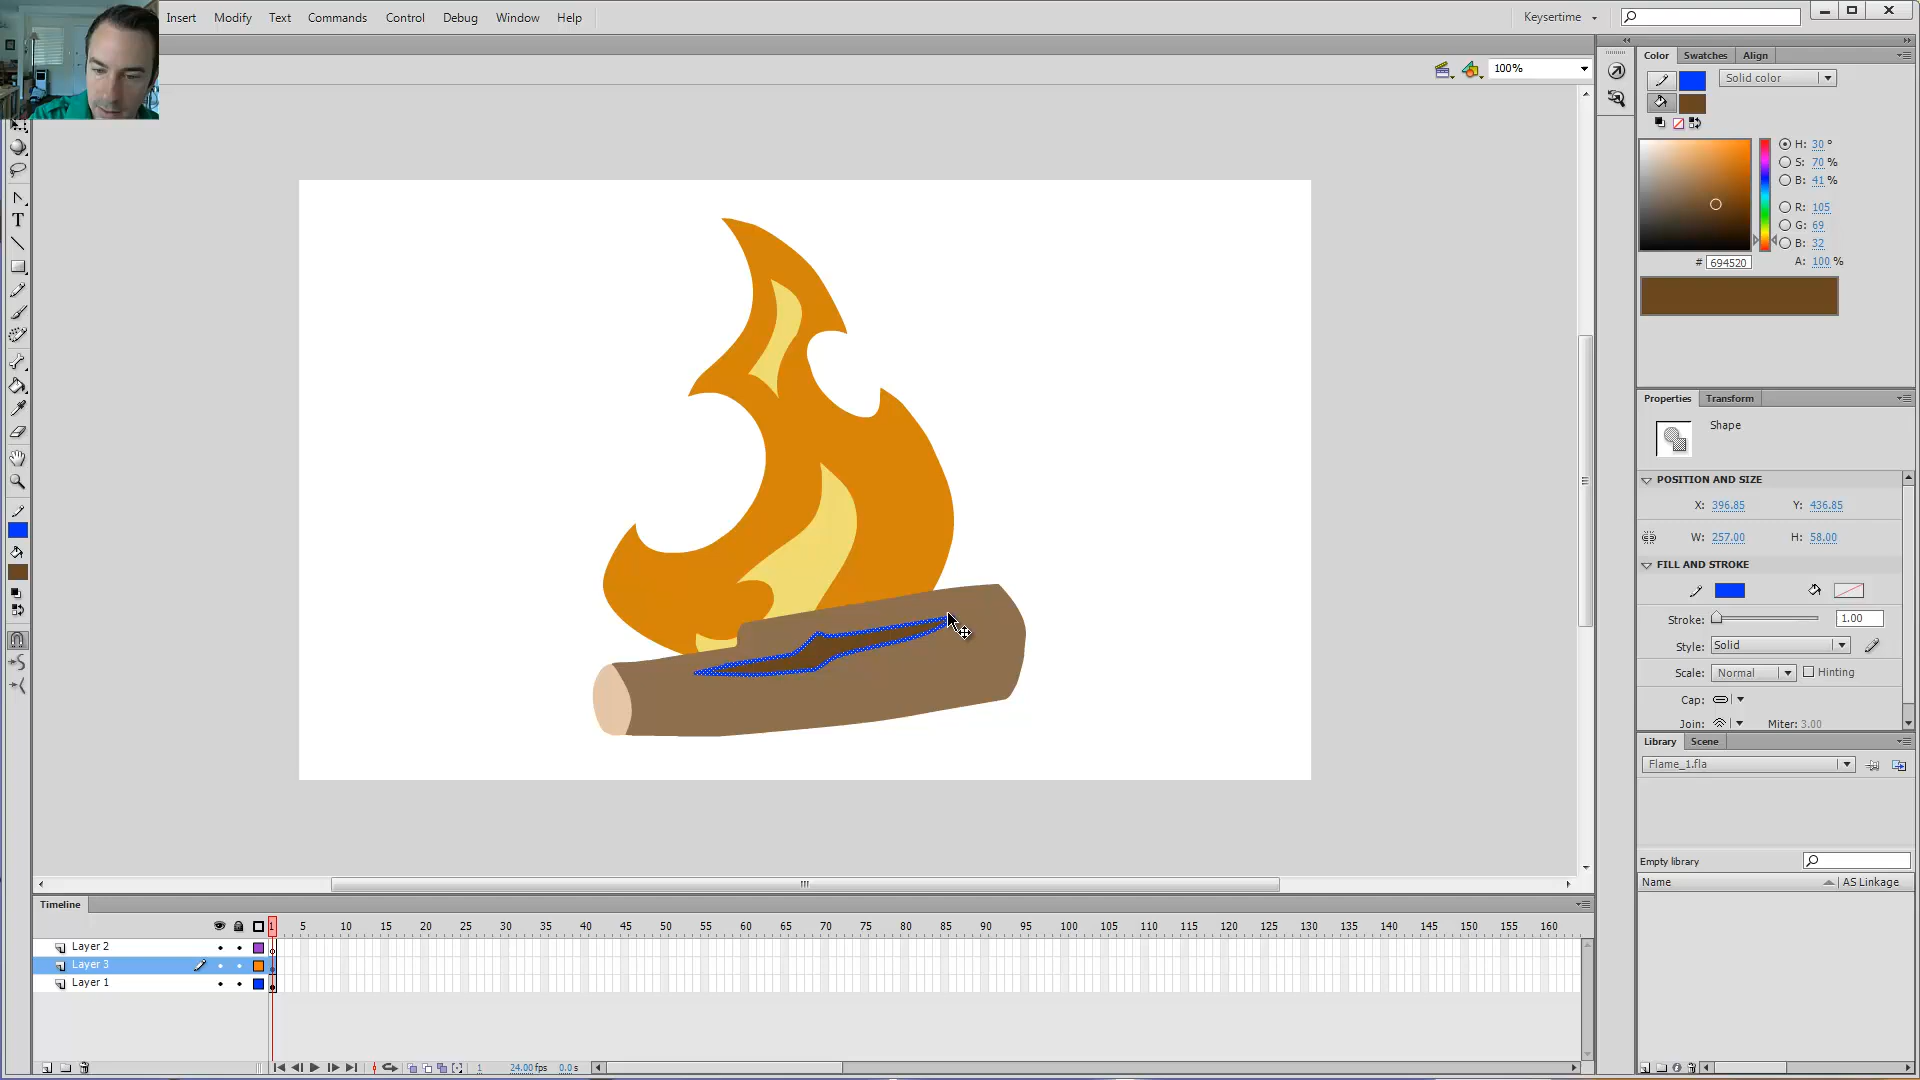 Insert Modify Text Commands Control Debug Window Help Keysertime
100%
Color Swatches Align
Solid color
H: 30 °
S: 70 %
B: 41 %
R: 105
G: 69
B: 32
# 694520 A: 100 %
T
Properties Transform
Shape
POSITION AND SIZE
X: 396.85 Y: 436.85
W: 257.00 H: 58.00
FILL AND STROKE
Stroke: 1.00
Style: Solid
Scale: Normal Hinting
Cap:
Join: Miter: 3.00
Library Scene
Flame_1.fla
Empty library
Name AS Linkage
Timeline
1 5 10 15 20 25 30 35 40 45 50 55 60 65 70 75 80 85 90 95 100 105 110 115 120 125 130 135 140 145 150 155 160
Layer 2
Layer 3
Layer 1
1 24.00 fps 0.0 s